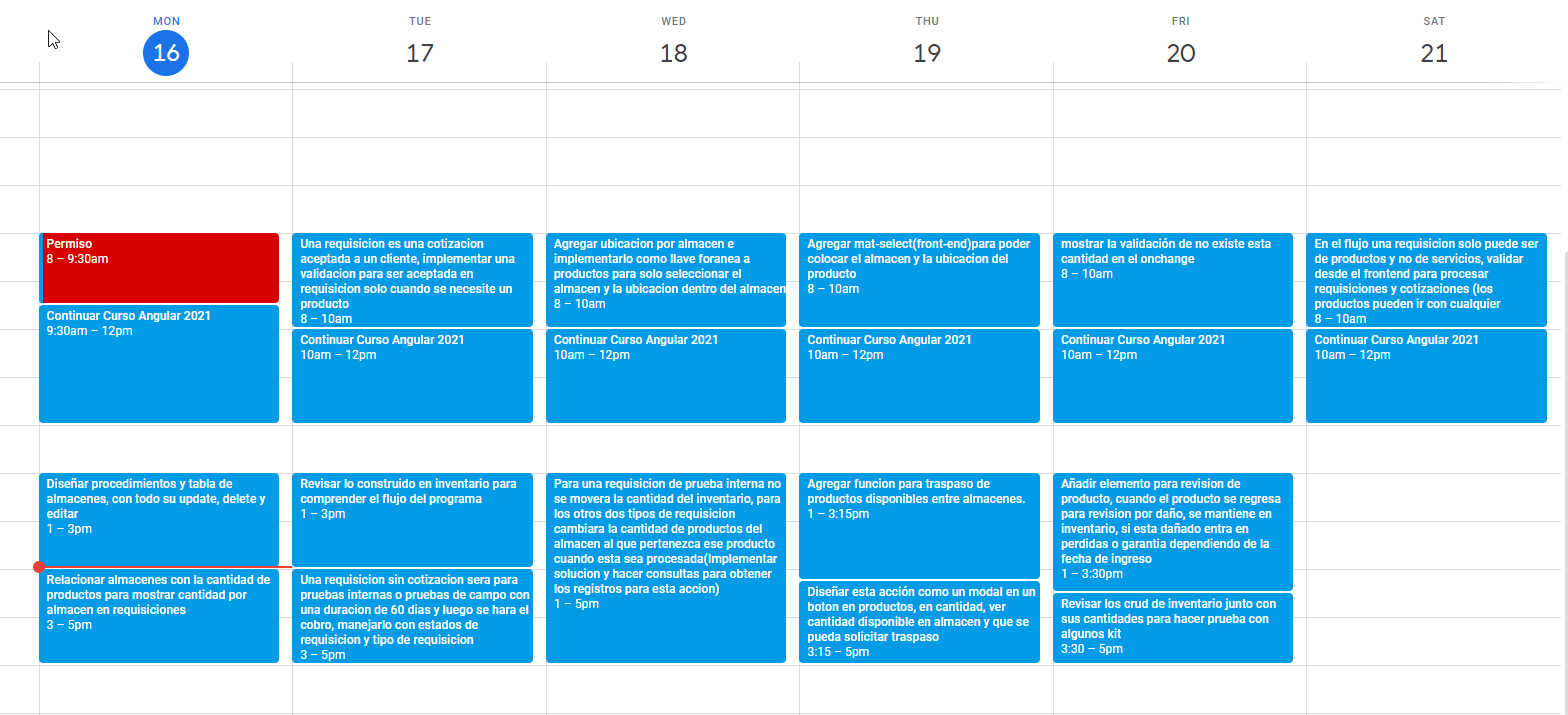 MON
16
TUE
17
WED
18
THU
19
FRI
20
SAT
21
Permiso
8 – 9:30am
Continuar Curso Angular 2021
9:30am – 12pm
Diseñar procedimientos y tabla de
almacenes, con todo su update, delete y
editar
1 – 3pm
Relacionar almacenes con la cantidad de
productos para mostrar cantidad por
almacen en requisiciones
3 – 5pm
Una requisicion es una cotizacion
aceptada a un cliente, implementar una
validacion para ser aceptada en
requisicion solo cuando se necesite un
producto
8 – 10am
Continuar Curso Angular 2021
10am – 12pm
Revisar lo construido en inventario para
comprender el flujo del programa
1 – 3pm
Una requisicion sin cotizacion sera para
pruebas internas o pruebas de campo con
una duracion de 60 dias y luego se hara el
cobro, manejarlo con estados de
requisicion y tipo de requisicion
3 – 5pm
Agregar ubicacion por almacen e
implementarlo como llave foranea a
productos para solo seleccionar el
almacen y la ubicacion dentro del almacen
8 – 10am
Continuar Curso Angular 2021
10am – 12pm
Para una requisicion de prueba interna no
se movera la cantidad del inventario, para
los otros dos tipos de requisicion
cambiara la cantidad de productos del
almacen al que pertenezca ese producto
cuando esta sea procesada(Implementar
solucion y hacer consultas para obtener
los registros para esta accion)
1 – 5pm
Agregar mat-select(front-end)para poder
colocar el almacen y la ubicacion del
producto
8 – 10am
Continuar Curso Angular 2021
10am – 12pm
Agregar funcion para traspaso de
productos disponibles entre almacenes.
1 – 3:15pm
Diseñar esta acción como un modal en un
boton en productos, en cantidad, ver
cantidad disponible en almacen y que se
pueda solicitar traspaso
3:15 – 5pm
mostrar la validación de no existe esta
cantidad en el onchange
8 – 10am
Continuar Curso Angular 2021
10am – 12pm
Añadir elemento para revision de
producto, cuando el producto se regresa
para revision por daño, se mantiene en
inventario, si esta dañado entra en
perdidas o garantia dependiendo de la
fecha de ingreso
1 – 3:30pm
Revisar los crud de inventario junto con
sus cantidades para hacer prueba con
algunos kit
3:30 – 5pm
En el flujo una requisicion solo puede ser
de productos y no de servicios, validar
desde el frontend para procesar
requisiciones y cotizaciones (los
productos pueden ir con cualquier
8 – 10am
Continuar Curso Angular 2021
10am – 12pm